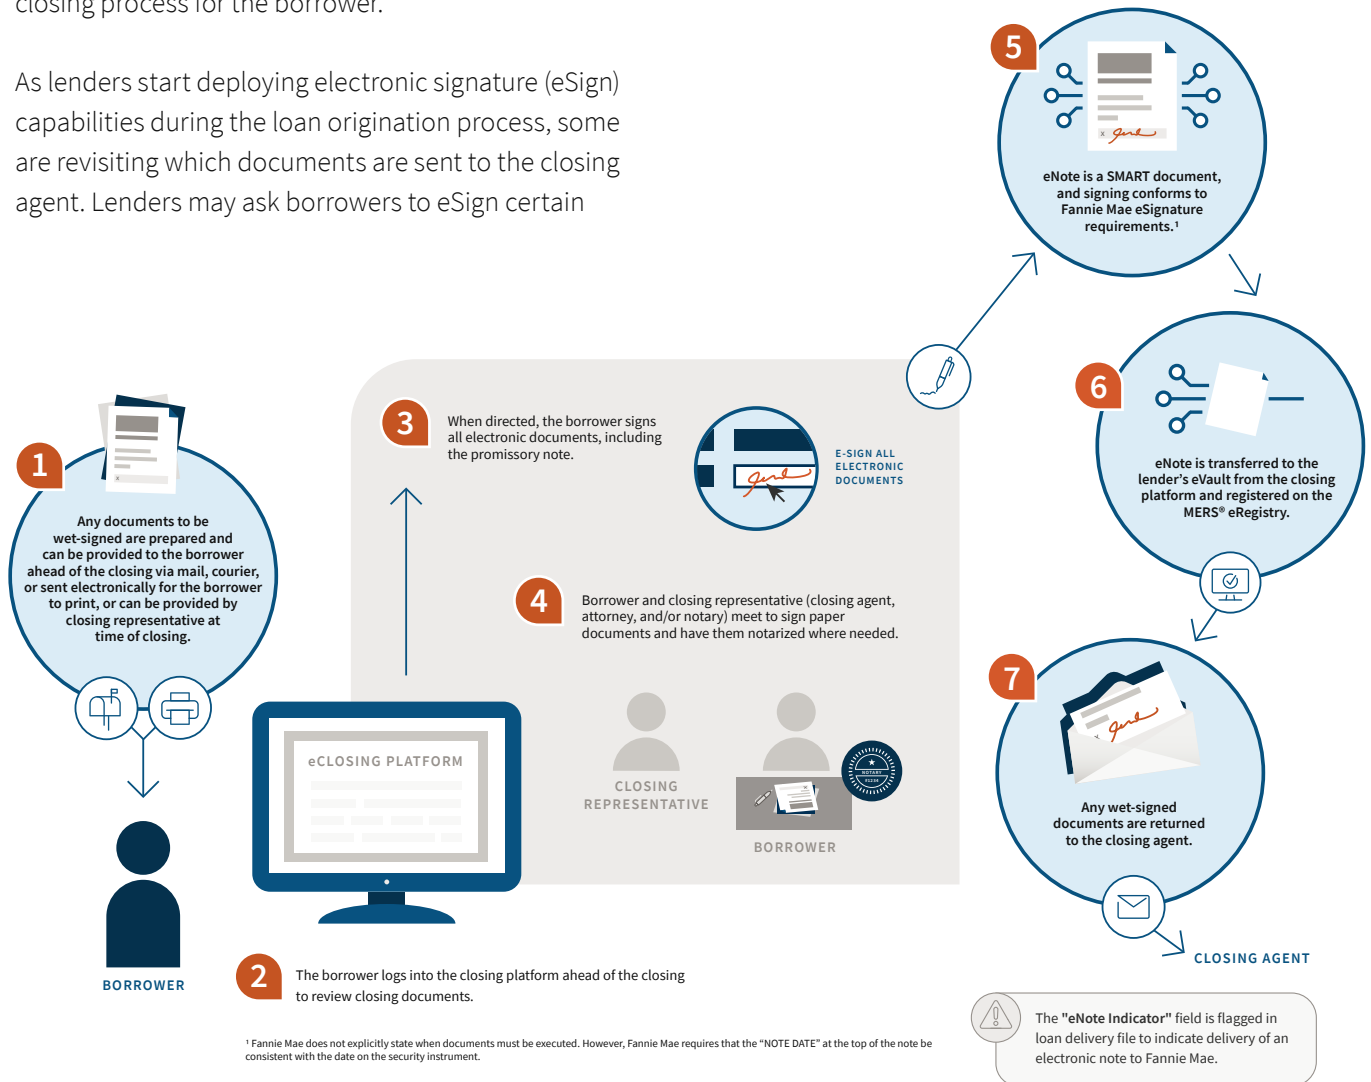 closing process for the borrower.
As lenders start deploying electronic signature (eSign)
capabilities during the loan origination process, some
are revisiting which documents are sent to the closing
agent. Lenders may ask borrowers to eSign certain
1
Any documents to be
wet-signed are prepared and
can be provided to the borrower
ahead of the closing via mail, courier,
or sent electronically for the borrower
to print, or can be provided by
closing representative at
time of closing.
BORROWER
eCLOSING PLATFORM
2
The borrower logs into the closing platform ahead of the closing
to review closing documents.
3
When directed, the borrower signs
all electronic documents, including
the promissory note.
E-SIGN ALL
ELECTRONIC
DOCUMENTS
4
Borrower and closing representative (closing agent,
attorney, and/or notary) meet to sign paper
documents and have them notarized where needed.
CLOSING
REPRESENTATIVE
NOTARY
01234
BORROWER
5
x
eNote is a SMART document,
and signing conforms to
Fannie Mae eSignature
requirements.¹
6
eNote is transferred to the
lender’s eVault from the closing
platform and registered on the
MERS® eRegistry.
7
x
Any wet-signed
documents are returned
to the closing agent.
CLOSING AGENT
The "eNote Indicator" field is flagged in
loan delivery file to indicate delivery of an
electronic note to Fannie Mae.
¹ Fannie Mae does not explicitly state when documents must be executed. However, Fannie Mae requires that the “NOTE DATE” at the top of the note be
consistent with the date on the security instrument.